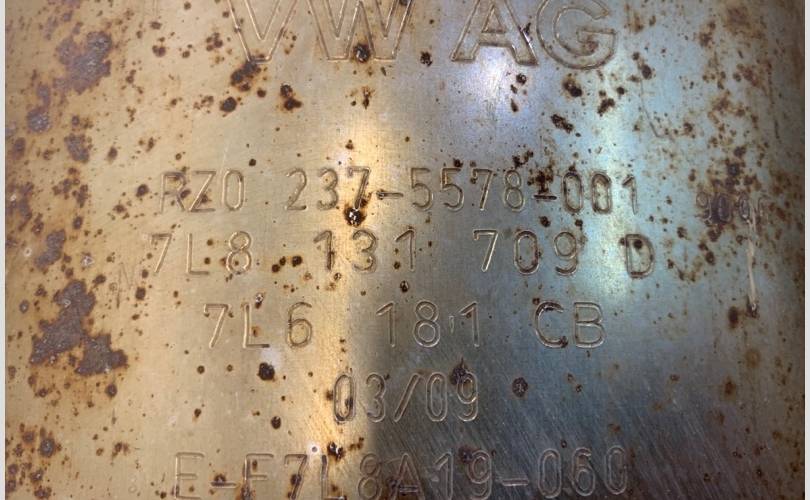 VW AG
RZ0 237-5578-001
7L8 131 709 D
7L6 181 CB
03/09
E-F7L8A19-060